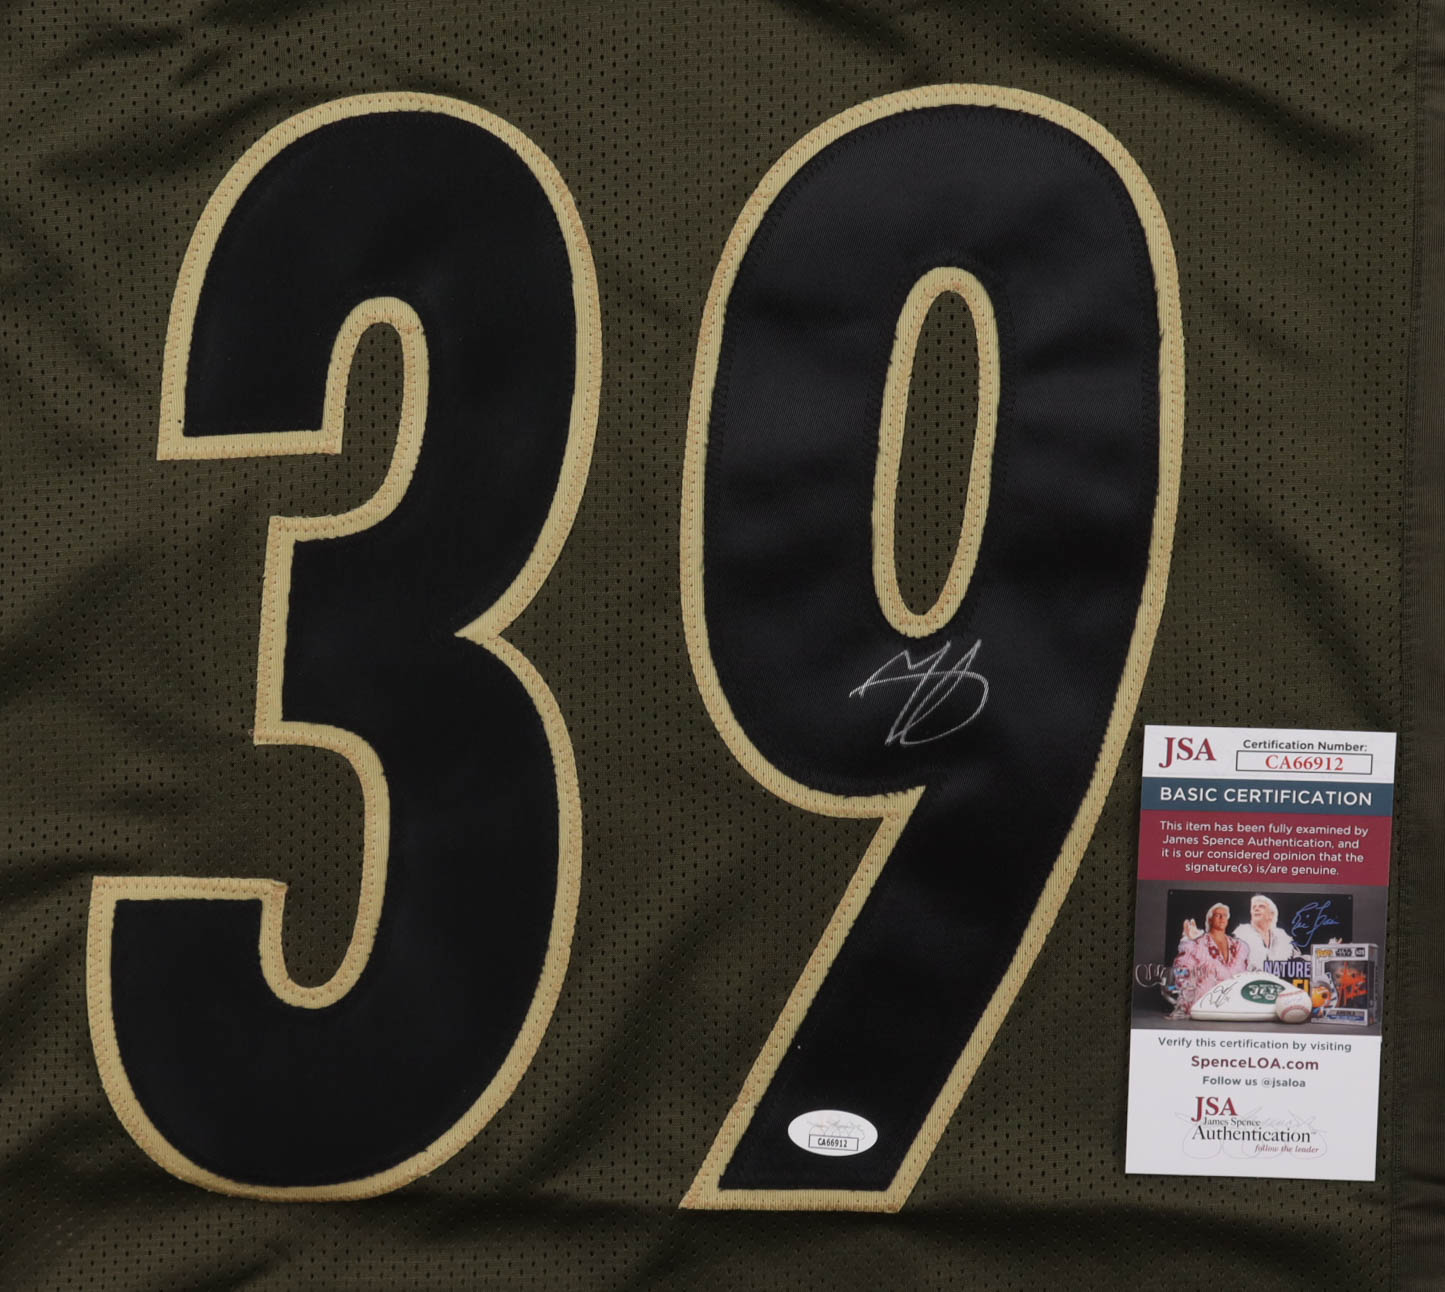 39
JSA
Certification Number:
CA66912
BASIC CERTIFICATION
This item has been fully examined by
James Spence Authentication, and
it is our considered opinion that the
signature(s) is/are genuine.
NATURE
JETS
Verify this certification by visiting
SpenceLOA.com
Follow us @jsaloa
JSA
James Spence
Authentication
follow the leader
CA66912